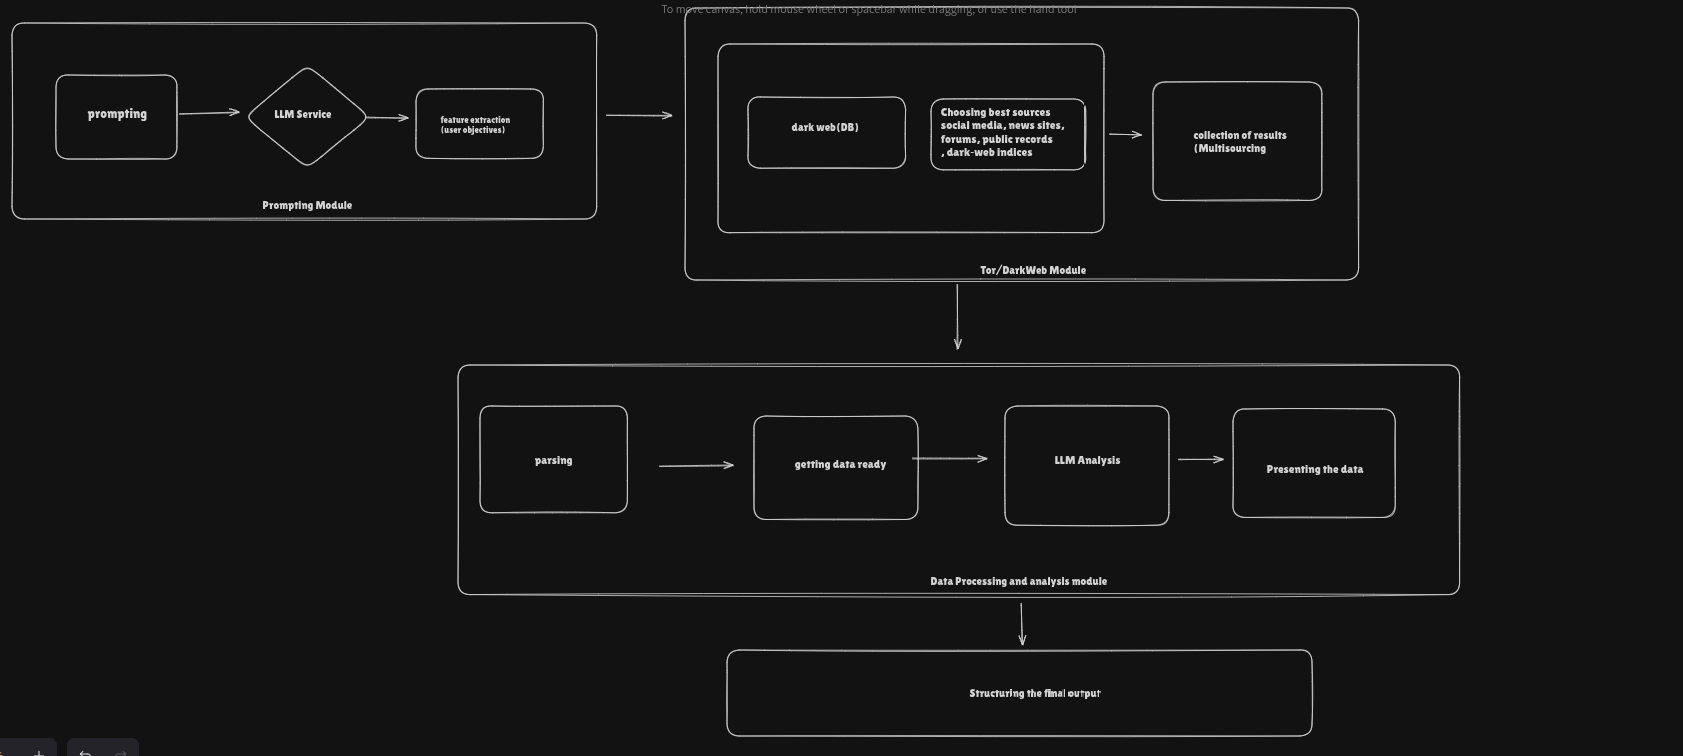 To move canvas, hold mouse wheel or spacebar while dragging, or use the hand tool
prompting
LLM Service
feature extraction
(user objectives)
Prompting Module
dark web(DB)
Choosing best sources
social media, news sites,
forums, public records
, dark-web indices
collection of results
(Multisourcing
Tor/DarkWeb Module
parsing
getting data ready
LLM Analysis
Presenting the data
Data Processing and analysis module
Structuring the final output